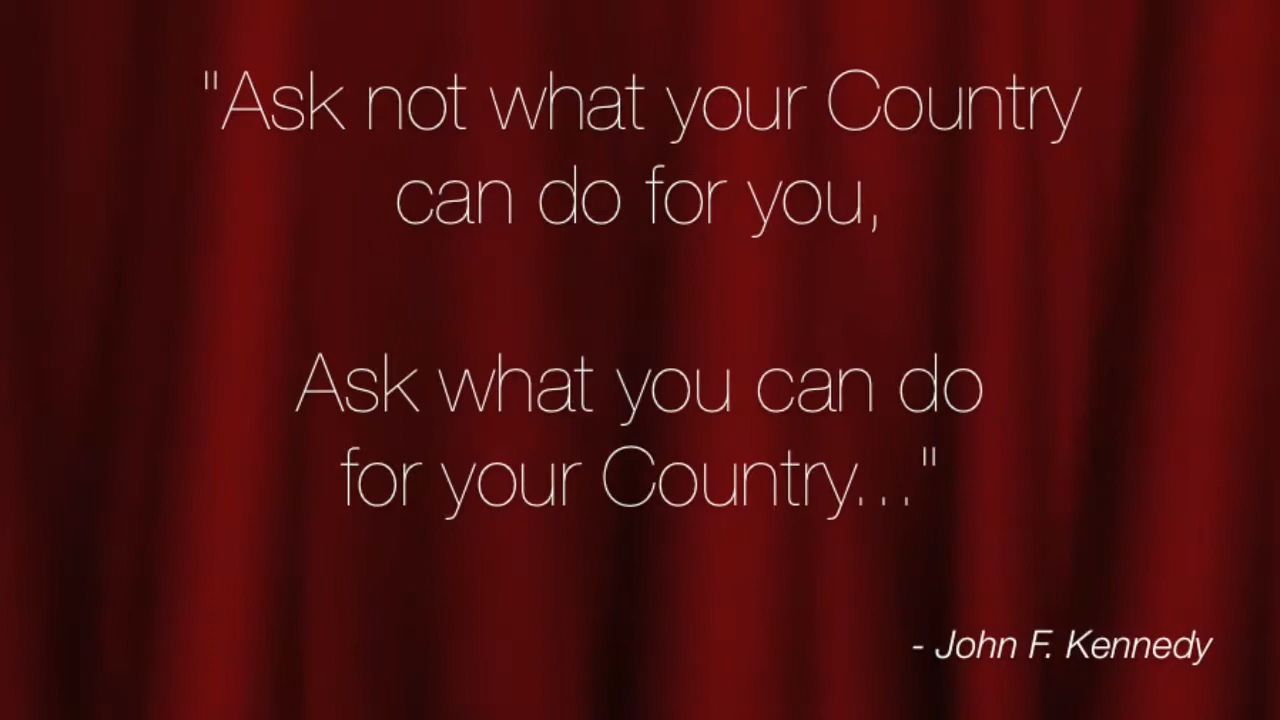 "Ask not what your Country
can do for you,
Ask what you can do
for your Country..."
- John F. Kennedy